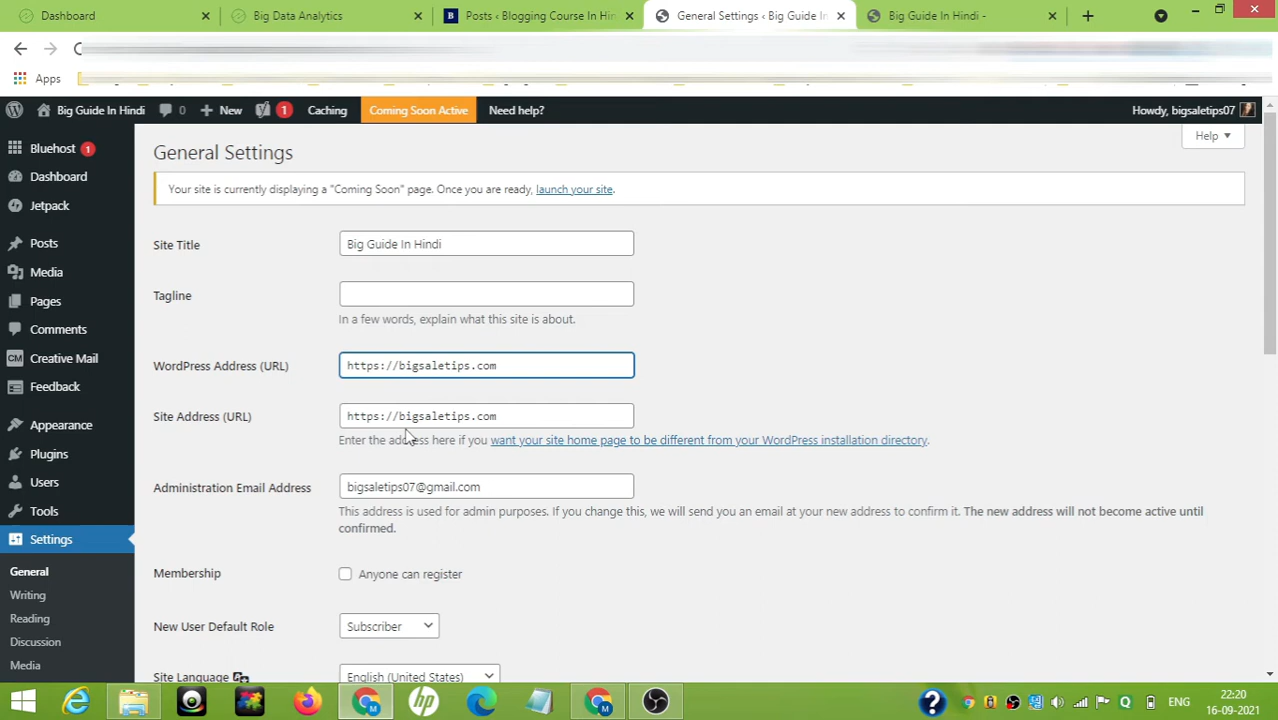 Dashboard
Big Data Analytics
Posts ‹ Blogging Course In Hin
General Settings ‹ Big Guide In
Big Guide In Hindi -
Apps
Big Guide In Hindi
0
New
1
Caching
Coming Soon Active
Need help?
Howdy, bigsaletips07
Help
Bluehost 1
Dashboard
Jetpack
Posts
Media
Pages
Comments
CM Creative Mail
Feedback
Appearance
Plugins
Users
Tools
Settings
General
Writing
Reading
Discussion
Media
General Settings
Your site is currently displaying a "Coming Soon" page. Once you are ready, launch your site.
Site Title
Big Guide In Hindi
Tagline
In a few words, explain what this site is about.
WordPress Address (URL)
https://bigsaletips.com
Site Address (URL)
https://bigsaletips.com
Enter the address here if you want your site home page to be different from your WordPress installation directory.
Administration Email Address
bigsaletips07@gmail.com
This address is used for admin purposes. If you change this, we will send you an email at your new address to confirm it. The new address will not become active until
confirmed.
Membership
Anyone can register
New User Default Role
Subscriber
Site Language
English (United States)
ENG
22:20
16-09-2021